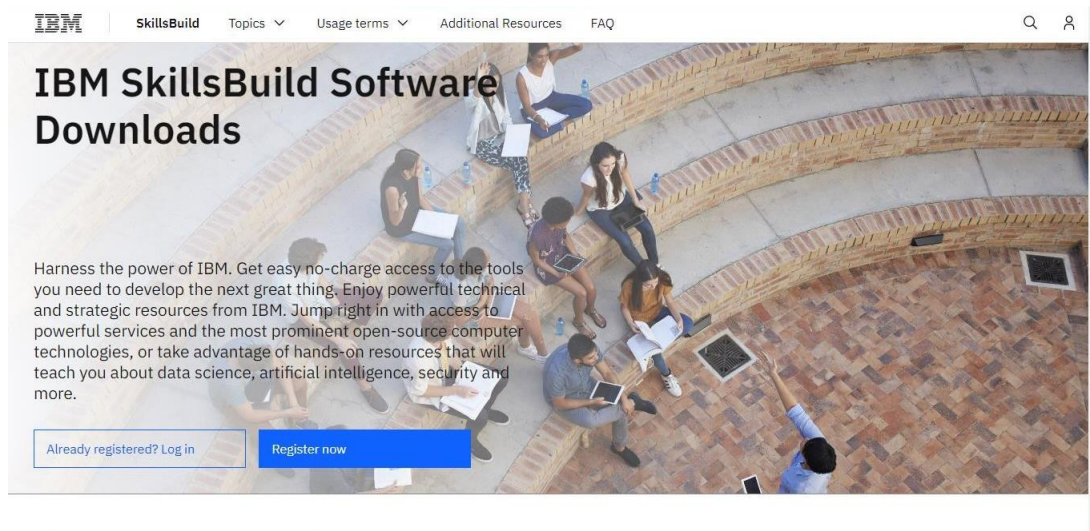 IBM
SkillsBuild
Topics
Usage terms
Additional Resources
FAQ
IBM SkillsBuild Software
Downloads
Harness the power of IBM. Get easy no-charge access to the tools
you need to develop the next great thing. Enjoy powerful technical
and strategic resources from IBM. Jump right in with access to
powerful services and the most prominent open-source computer
technologies, or take advantage of hands-on resources that will
teach you about data science, artificial intelligence, security and
more.
Already registered? Log in
Register now